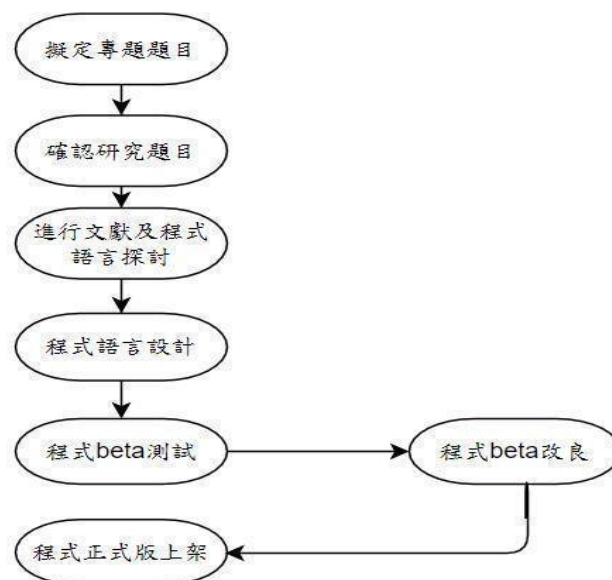 擬定專題題目
確認研究題目
進行文獻及程式
語言探討
程式語言設計
程式beta測試
程式beta改良
程式正式版上架